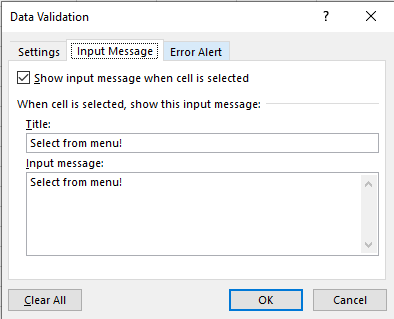 Data Validation ? ×
Settings Input Message Error Alert
Show input message when cell is selected
When cell is selected, show this input message:
Title:
Select from menu!
Input message:
Select from menu!
Clear All OK Cancel